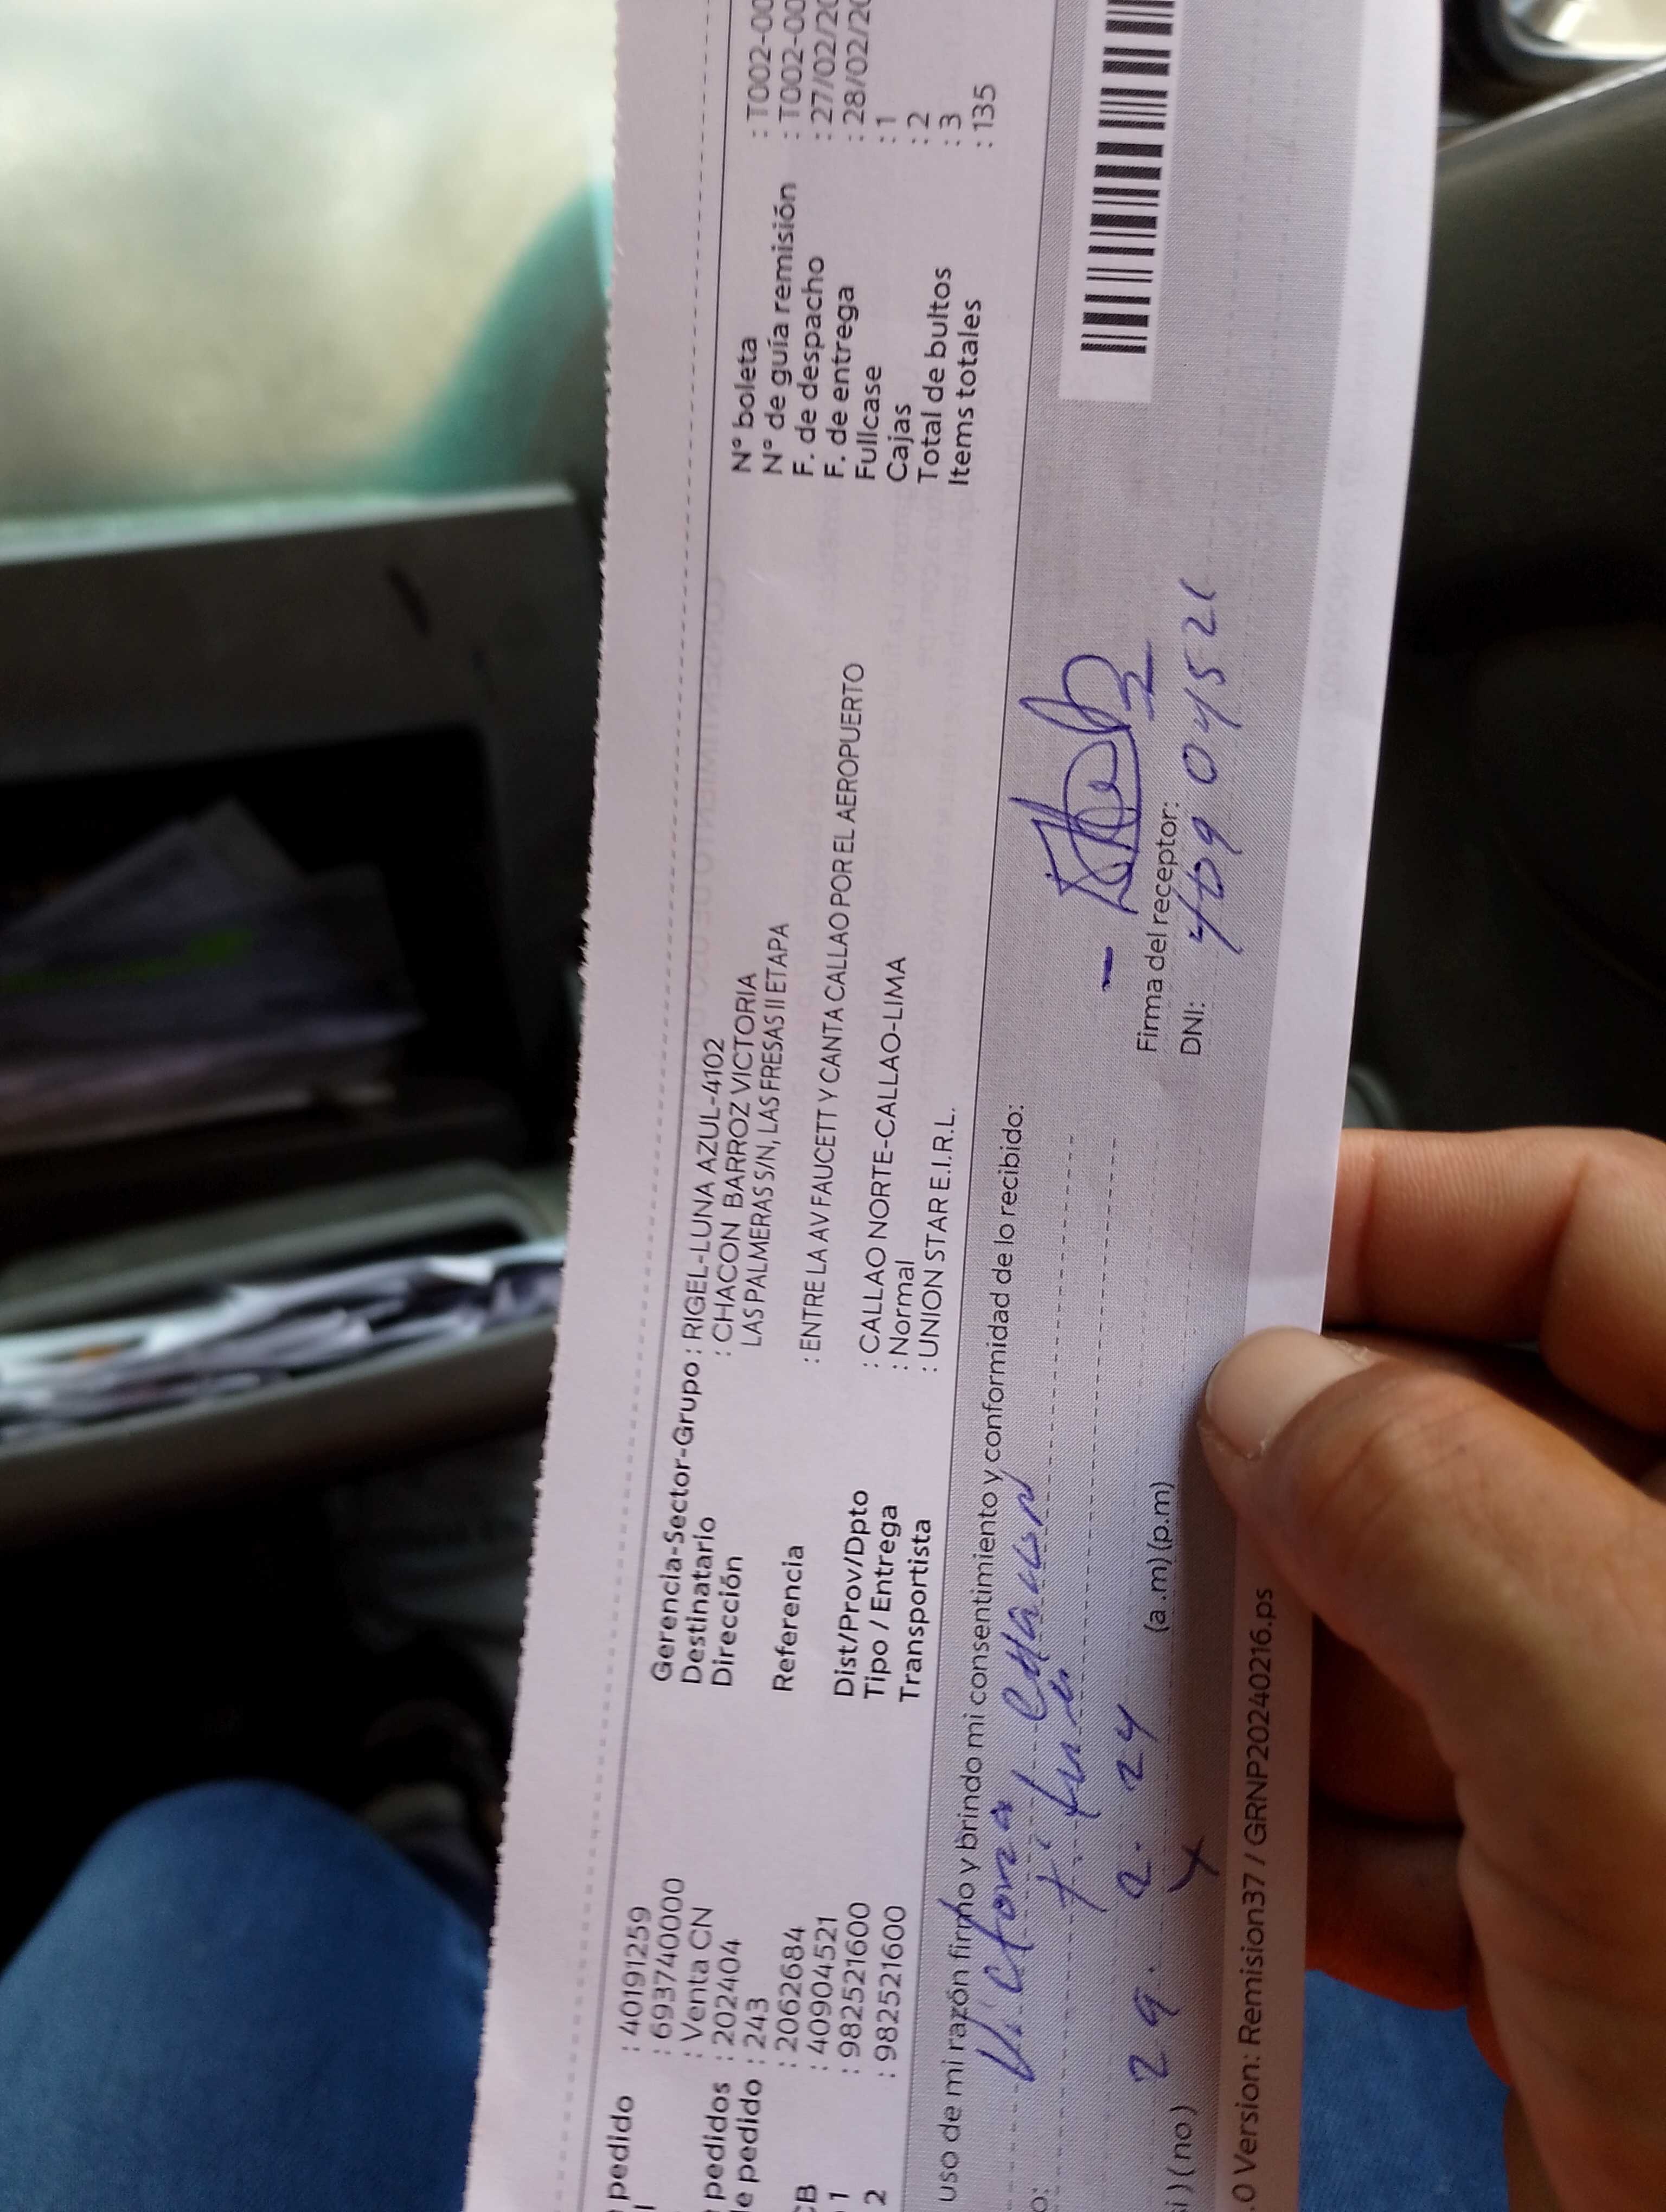 pedido : 40191259
: 693740000
: Venta CN
pedidos : 202404
e pedido : 243
: 2062684
CB : 40904521
1 : 982521600
2 : 982521600
Gerencia-Sector-Grupo : RIGEL-LUNA AZUL-4102
Destinatario : CHACON BARROZ VICTORIA
Dirección LAS PALMERAS S/N, LAS FRESAS II ETAPA
Referencia : ENTRE LA AV FAUCETT Y CANTA CALLAO POR EL AEROPUERTO
Dist/Prov/Dpto : CALLAO NORTE-CALLAO-LIMA
Tipo / Entrega : Normal
Transportista : UNION STAR E.I.R.L.
N° boleta : T002-00
N° de guía remisión : T002-00
F. de despacho : 27/02/20
F. de entrega : 28/02/20
Fullcase : 1
Cajas : 2
Total de bultos : 3
Items totales : 135
uso de mi razón firmo y brindo mi consentimiento y conformidad de lo recibido:
o: Victoria Chacon
29. 2. 24
i ) ( no ) X (a .m) (p.m)
Firma del receptor:
DNI: 40904521
.0 Version: Remision37 / GRNP20240216.ps